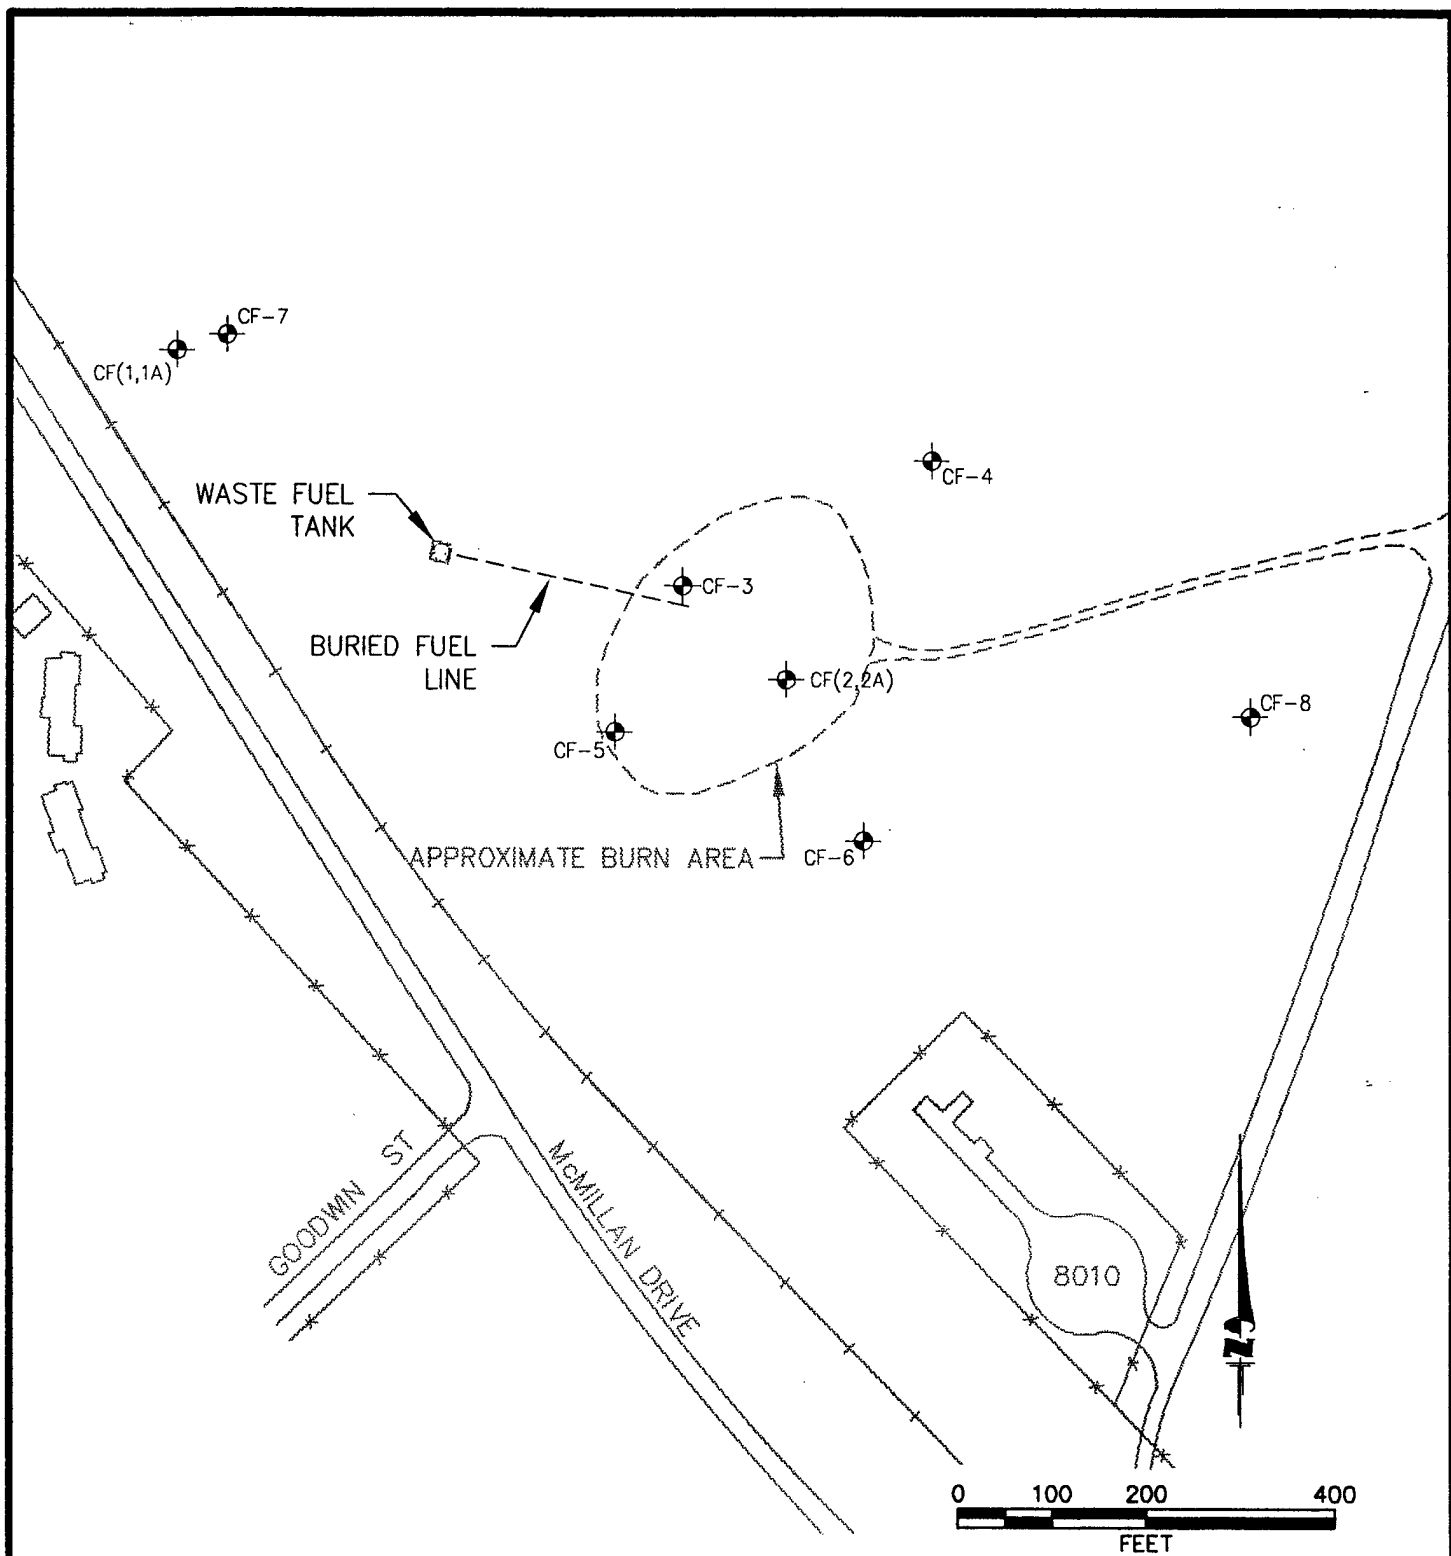 CF-7
CF(1,1A)
CF-4
WASTE FUEL
TANK
CF-3
BURIED FUEL
LINE
CF(2,2A)
CF-8
CF-5
APPROXIMATE BURN AREA
CF-6
GOODWIN ST
McMILLAN DRIVE
8010
N
0 100 200 400
FEET